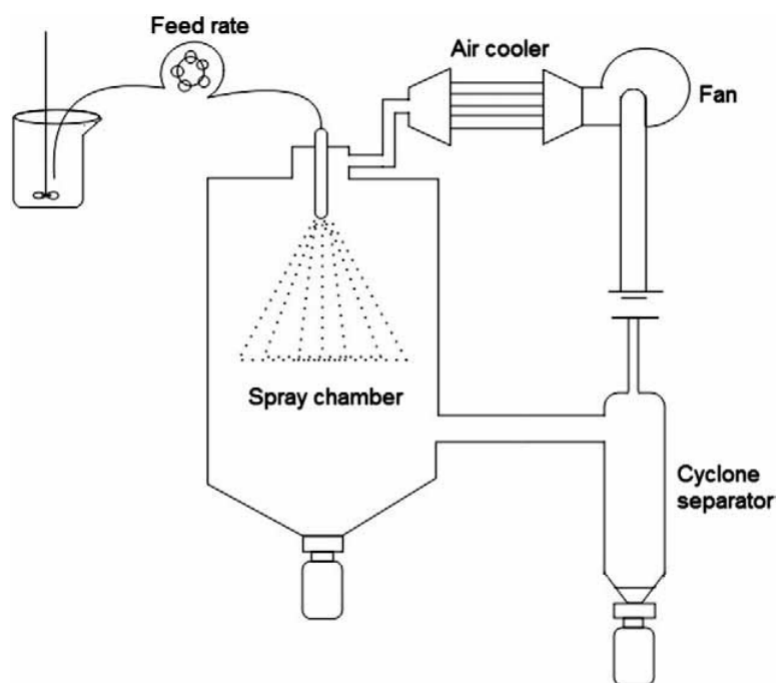 Feed rate
Air cooler
Fan
Spray chamber
Cyclone
separator